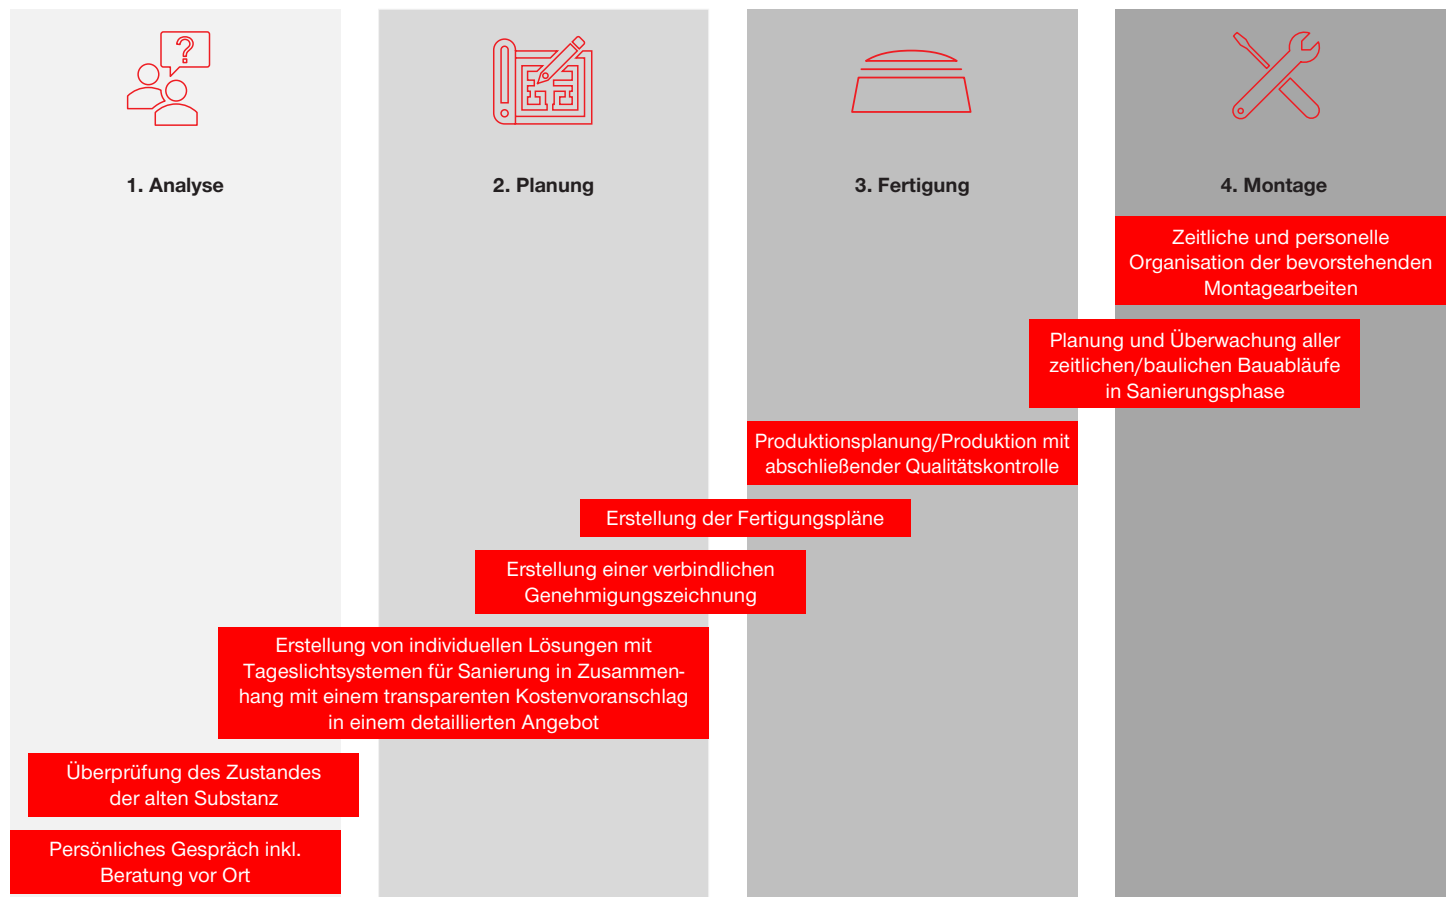 ?
1. Analyse
2. Planung
3. Fertigung
4. Montage
Zeitliche und personelle
Organisation der bevorstehenden
Montagearbeiten
Planung und Überwachung aller
zeitlichen/baulichen Bauabläufe
in Sanierungsphase
Produktionsplanung/Produktion mit
abschließender Qualitätskontrolle
Erstellung der Fertigungspläne
Erstellung einer verbindlichen
Genehmigungszeichnung
Erstellung von individuellen Lösungen mit
Tageslichtsystemen für Sanierung in Zusammen-
hang mit einem transparenten Kostenvoranschlag
in einem detaillierten Angebot
Überprüfung des Zustandes
der alten Substanz
Persönliches Gespräch inkl.
Beratung vor Ort